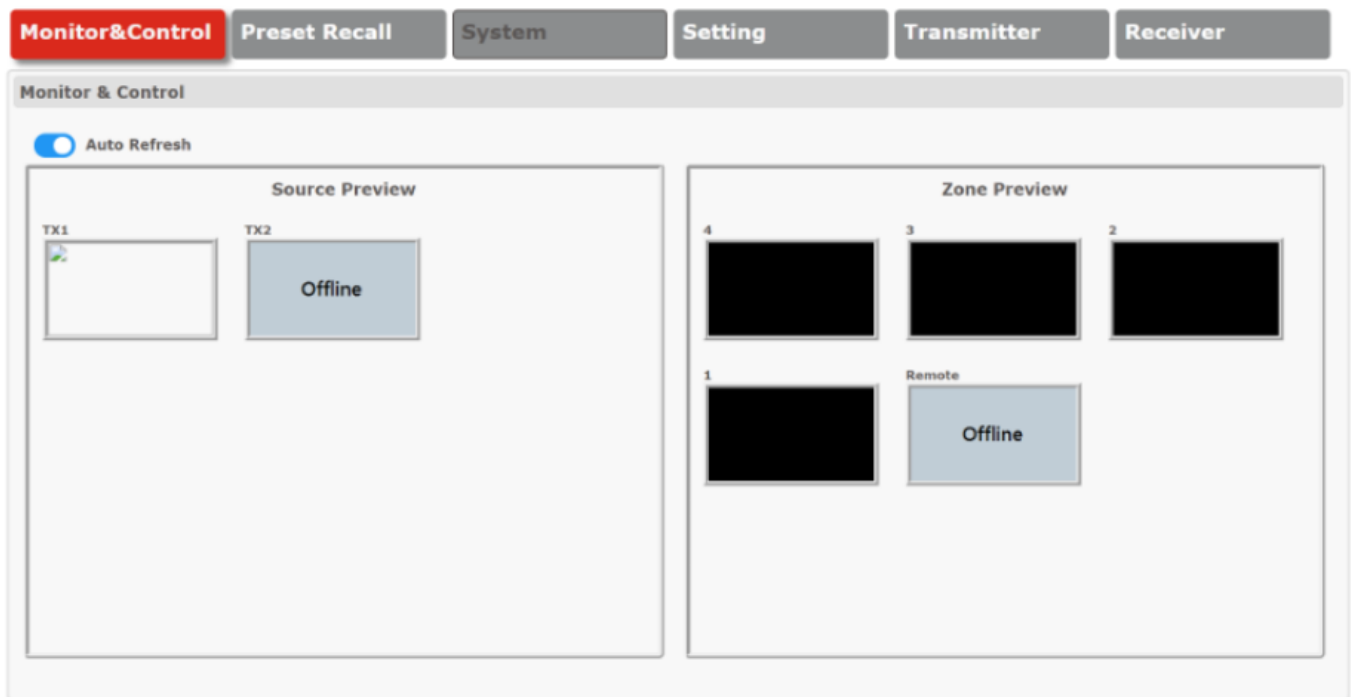 Monitor&Control Preset Recall System Setting Transmitter Receiver
Monitor & Control
Auto Refresh
Source Preview
TX1 TX2
Offline
Zone Preview
4 3 2
1 Remote
Offline